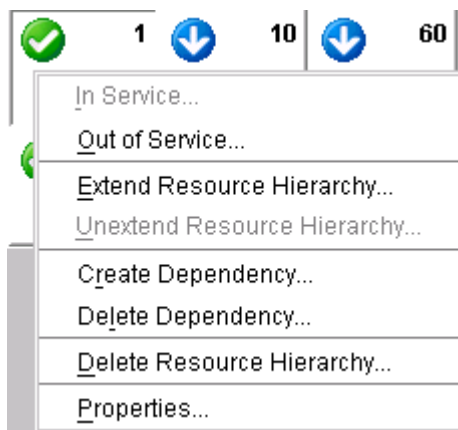 1 10 60
In Service...
Out of Service...
Extend Resource Hierarchy...
Unextend Resource Hierarchy...
Create Dependency...
Delete Dependency...
Delete Resource Hierarchy...
Properties...